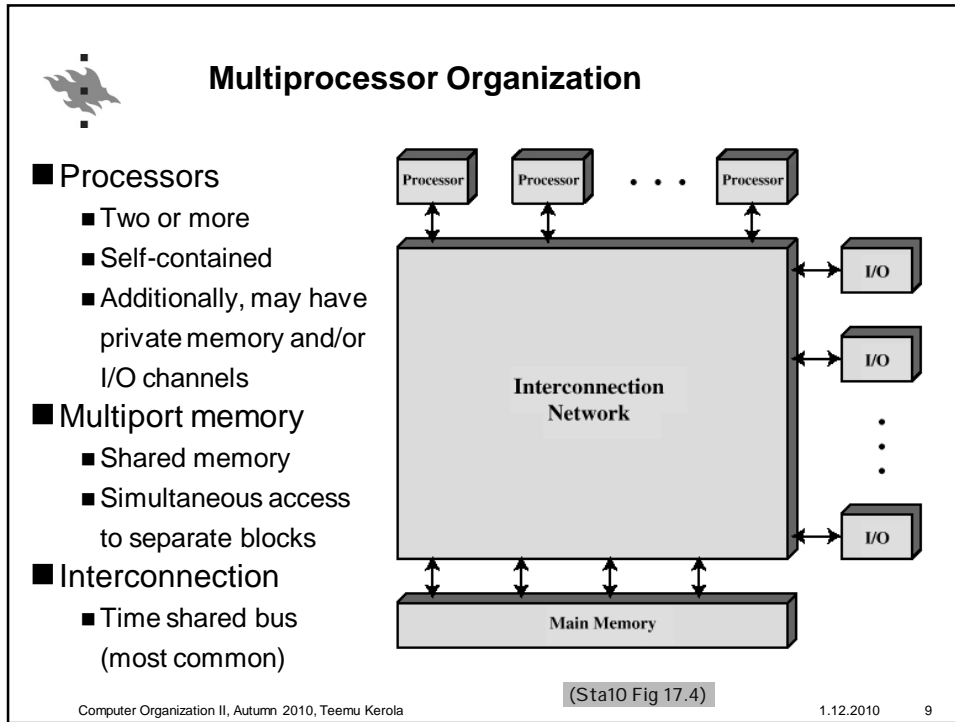 Multiprocessor Organization
■ Processors
■ Two or more
■ Self-contained
■ Additionally, may have
private memory and/or
I/O channels
■ Multiport memory
■ Shared memory
■ Simultaneous access
to separate blocks
■ Interconnection
■ Time shared bus
(most common)
Processor
Processor
• • •
Processor
I/O
I/O
I/O
Interconnection
Network
Main Memory
(Sta10 Fig 17.4)
Computer Organization II, Autumn 2010, Teemu Kerola
1.12.2010
9